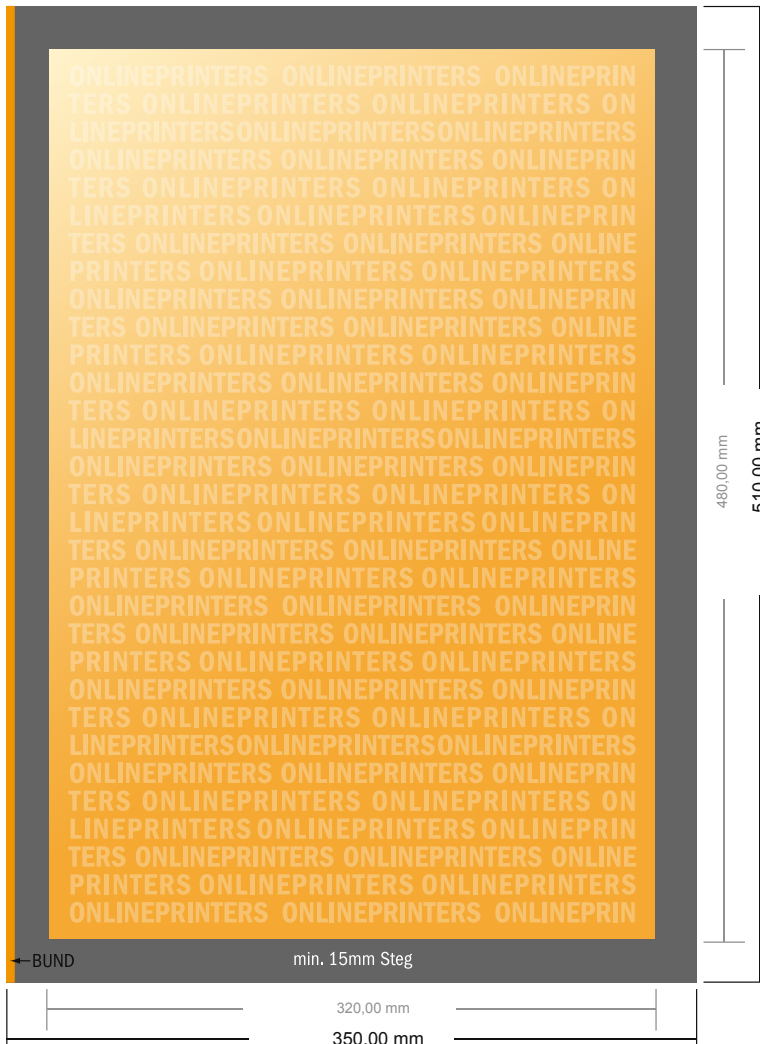 ONLINEPRINTERS ONLINEPRINTERS ONLINEPRIN
TERS ONLINEPRINTERS ONLINEPRINTERS ON
LINEPRINTERSONLINEPRINTERSONLINEPRINTERS
ONLINEPRINTERS ONLINEPRINTERS ONLINEPRIN
TERS ONLINEPRINTERS ONLINEPRINTERS ON
LINEPRINTERS ONLINEPRINTERS ONLINEPRIN
TERS ONLINEPRINTERS ONLINEPRINTERS ONLINE
PRINTERS ONLINEPRINTERS ONLINEPRINTERS
ONLINEPRINTERS ONLINEPRINTERS ONLINEPRIN
TERS ONLINEPRINTERS ONLINEPRINTERS ONLINE
PRINTERS ONLINEPRINTERS ONLINEPRINTERS
ONLINEPRINTERS ONLINEPRINTERS ONLINEPRIN
TERS ONLINEPRINTERS ONLINEPRINTERS ON
LINEPRINTERSONLINEPRINTERSONLINEPRINTERS
ONLINEPRINTERS ONLINEPRINTERS ONLINEPRIN
TERS ONLINEPRINTERS ONLINEPRINTERS ON
LINEPRINTERS ONLINEPRINTERS ONLINEPRIN
TERS ONLINEPRINTERS ONLINEPRINTERS ONLINE
PRINTERS ONLINEPRINTERS ONLINEPRINTERS
ONLINEPRINTERS ONLINEPRINTERS ONLINEPRIN
TERS ONLINEPRINTERS ONLINEPRINTERS ONLINE
PRINTERS ONLINEPRINTERS ONLINEPRINTERS
ONLINEPRINTERS ONLINEPRINTERS ONLINEPRIN
TERS ONLINEPRINTERS ONLINEPRINTERS ON
LINEPRINTERSONLINEPRINTERSONLINEPRINTERS
ONLINEPRINTERS ONLINEPRINTERS ONLINEPRIN
TERS ONLINEPRINTERS ONLINEPRINTERS ON
LINEPRINTERS ONLINEPRINTERS ONLINEPRIN
TERS ONLINEPRINTERS ONLINEPRINTERS ONLINE
PRINTERS ONLINEPRINTERS ONLINEPRINTERS
ONLINEPRINTERS ONLINEPRINTERS ONLINEPRIN
480,00 mm
510,00 mm
BUND
min. 15mm Steg
320,00 mm
350,00 mm